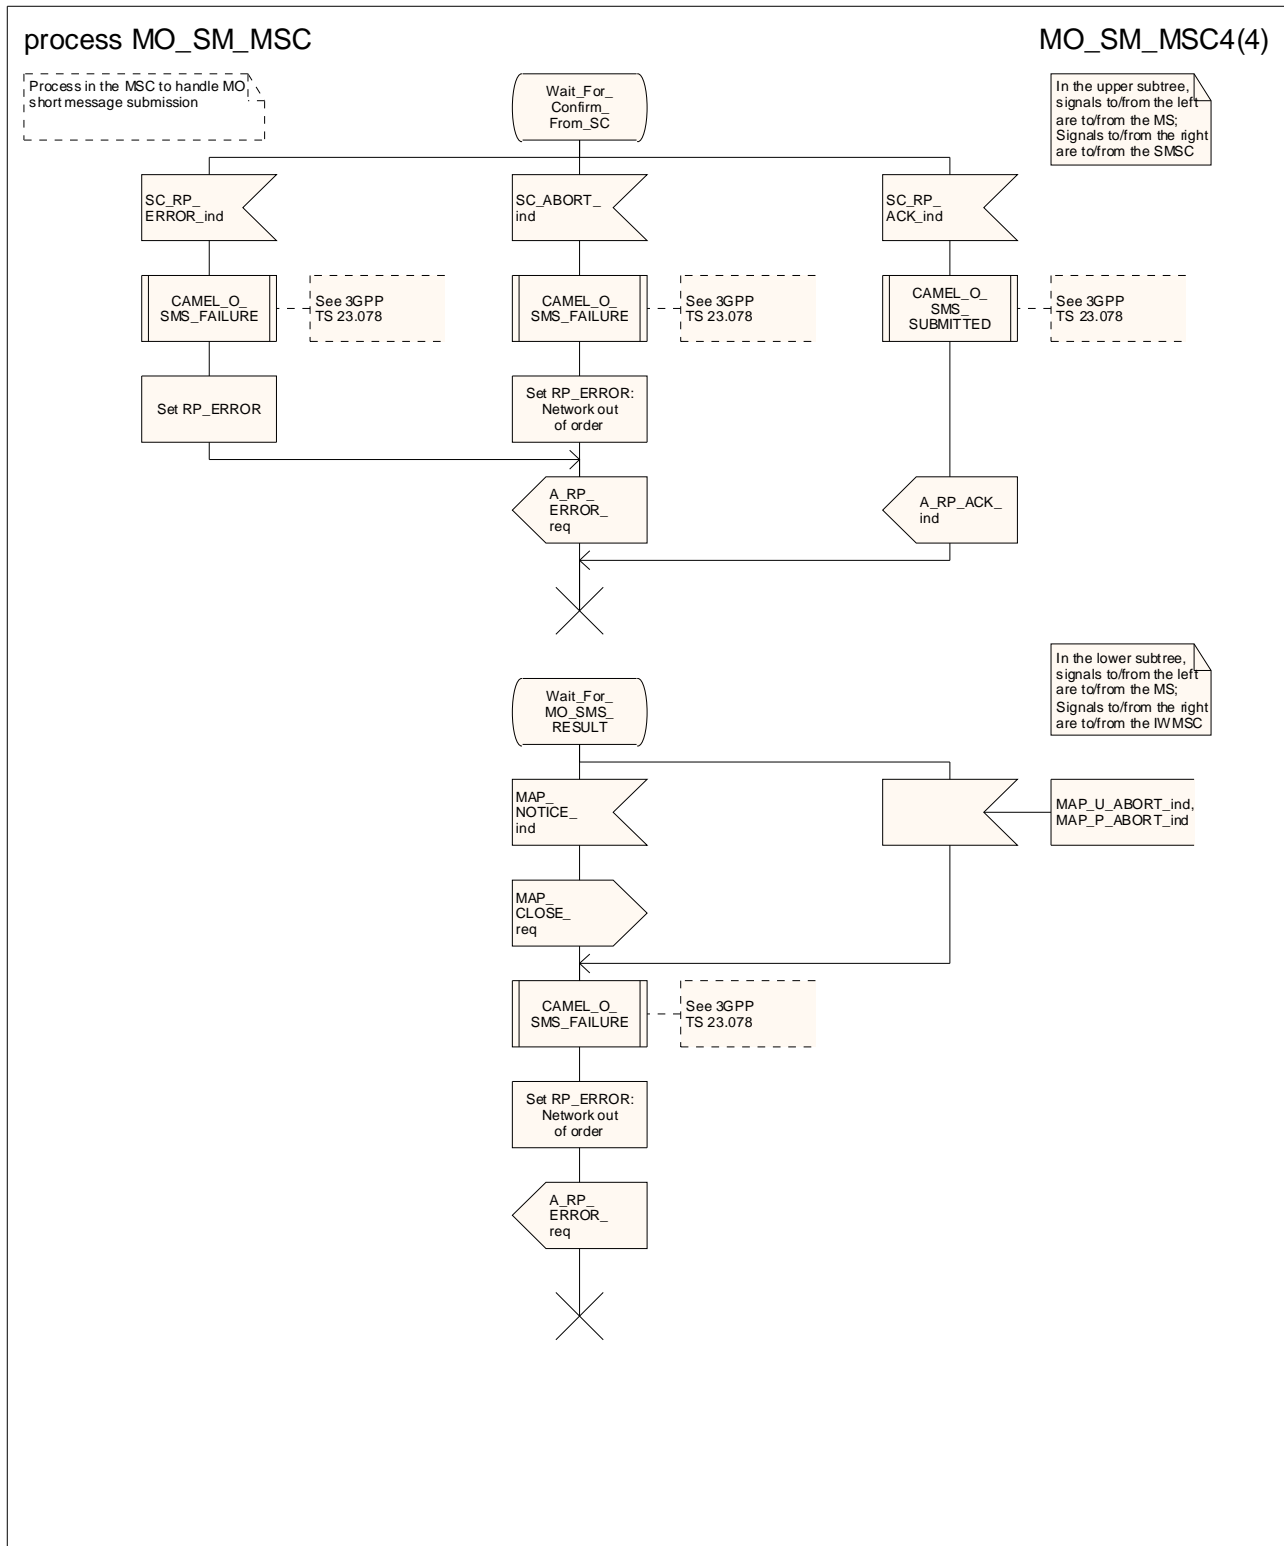 process MO_SM_MSC
MO_SM_MSC4(4)
Process in the MSC to handle MO
short message submission
Wait_For_
Confirm_
From_SC
In the upper subtree,
signals to/from the left
are to/from the MS;
Signals to/from the right
are to/from the SMSC
SC_RP_
ERROR_ind
SC_ABORT_
ind
SC_RP_
ACK_ind
CAMEL_O_
SMS_FAILURE
See 3GPP
TS 23.078
CAMEL_O_
SMS_FAILURE
See 3GPP
TS 23.078
CAMEL_O_
SMS_
SUBMITTED
See 3GPP
TS 23.078
Set RP_ERROR
Set RP_ERROR:
Network out
of order
A_RP_
ERROR_
req
A_RP_ACK_
ind
In the lower subtree,
signals to/from the left
are to/from the MS;
Signals to/from the right
are to/from the IWMSC
Wait_For_
MO_SMS_
RESULT
MAP_
NOTICE_
ind
MAP_U_ABORT_ind,
MAP_P_ABORT_ind
MAP_
CLOSE_
req
CAMEL_O_
SMS_FAILURE
See 3GPP
TS 23.078
Set RP_ERROR:
Network out
of order
A_RP_
ERROR_
req